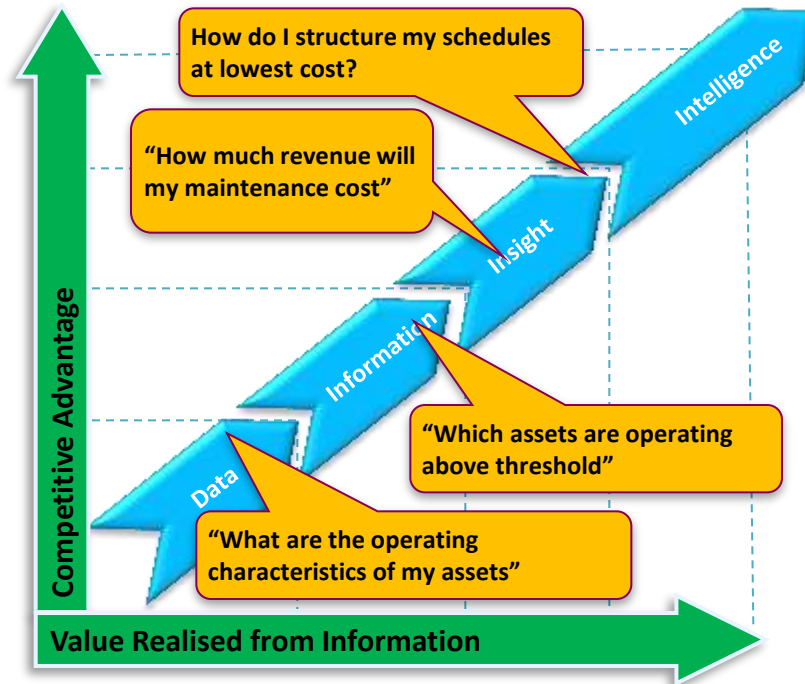 How do I structure my schedules
at lowest cost?
Intelligence
“How much revenue will
my maintenance cost”
Insight
Information
“Which assets are operating
above threshold”
Data
“What are the operating
characteristics of my assets”
Competitive Advantage
Value Realised from Information